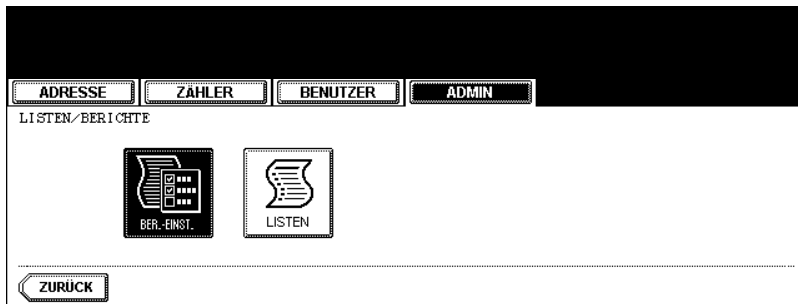 ADRESSE ZÄHLER BENUTZER ADMIN
LISTEN/BERICHTE
BER.-EINST. LISTEN
ZURÜCK